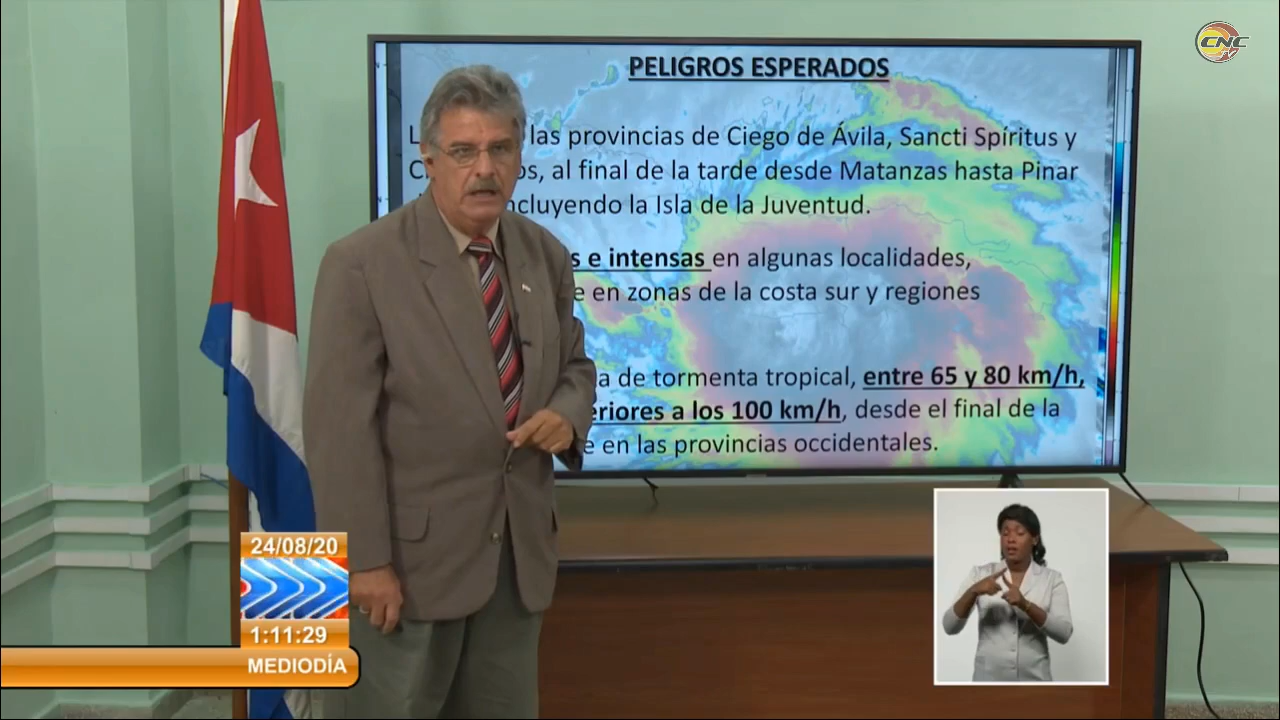 CNC
TV
PELIGROS ESPERADOS
las provincias de Ciego de Ávila, Sancti Spíritus y
al final de la tarde desde Matanzas hasta Pinar
la Isla de la Juventud.
e intensas en algunas localidades,
en zonas de la costa sur y regiones
de tormenta tropical, entre 65 y 80 km/h,
a los 100 km/h, desde el final de la
en las provincias occidentales.
24/08/20
1:11:29
MEDIODÍA